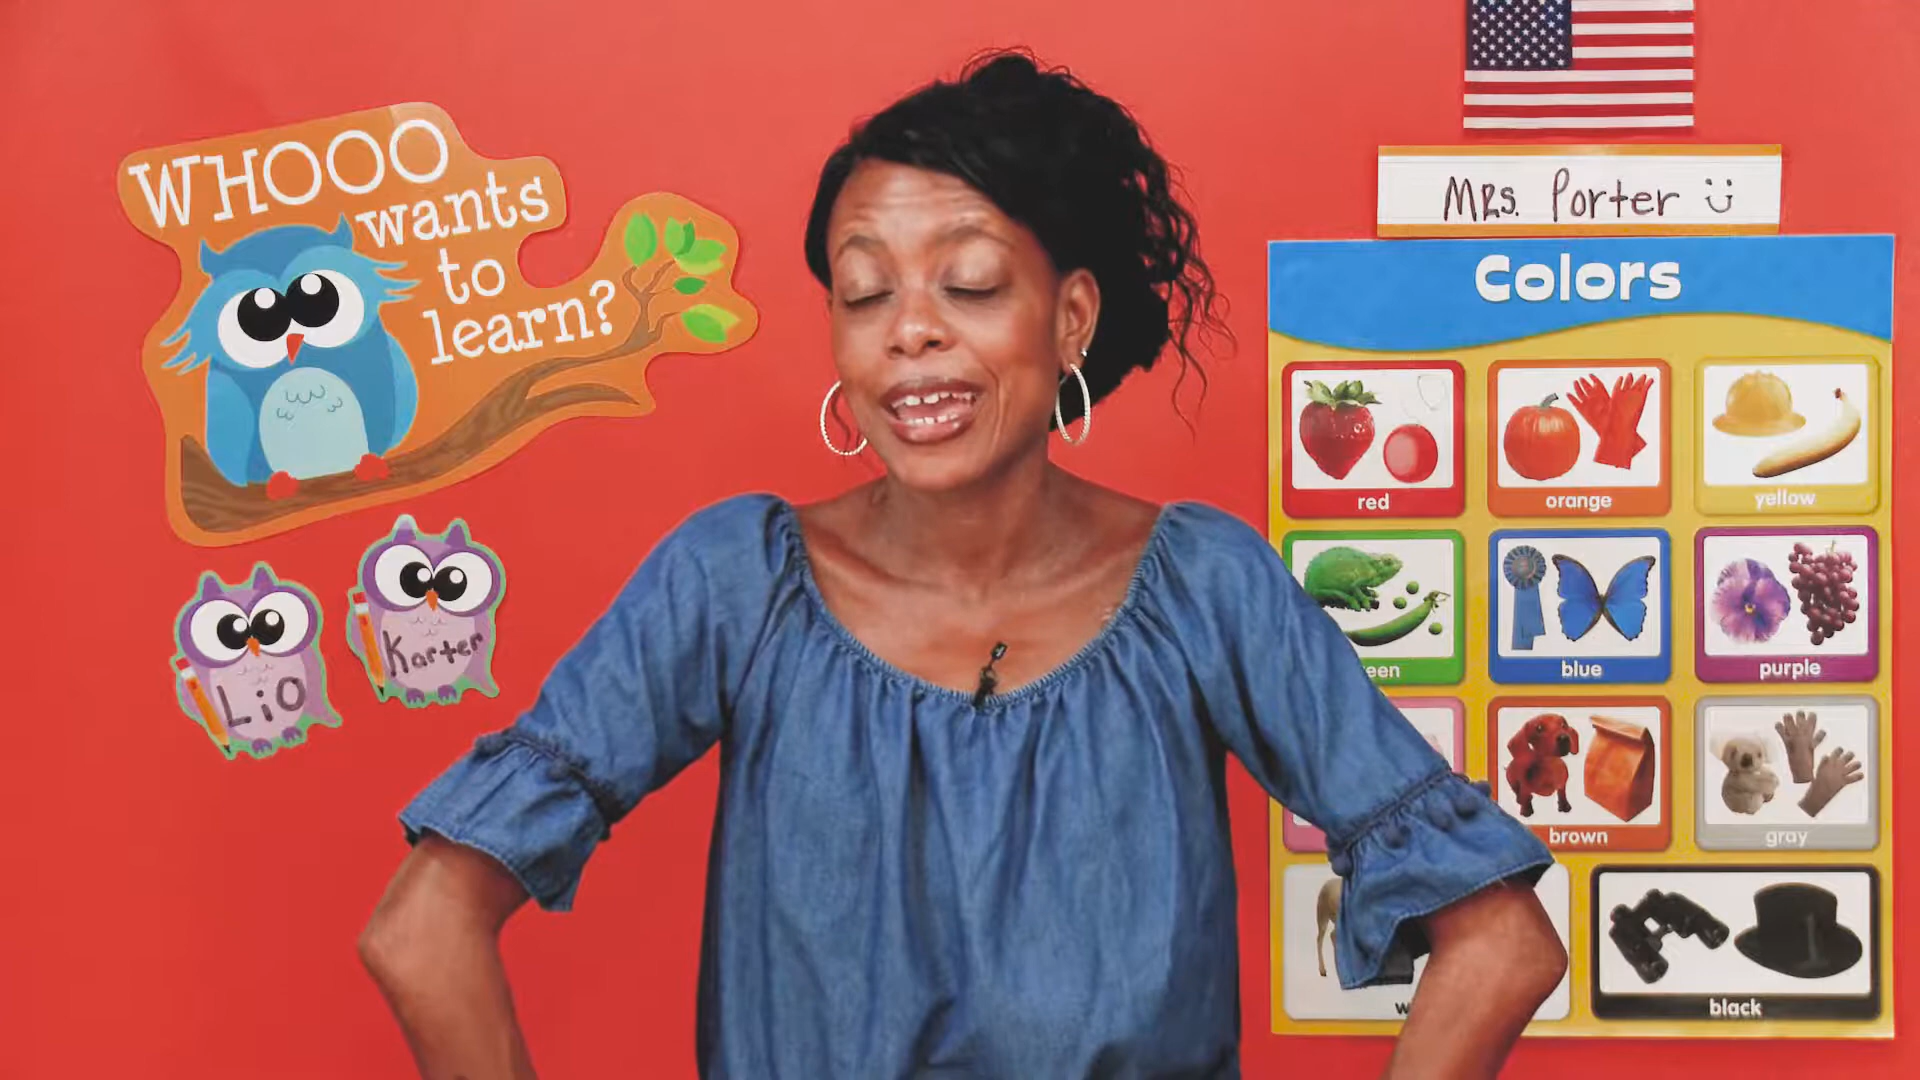 WHOOO
wants
to
learn?
Lio
Karter
MRS. Porter
Colors
red
orange
yellow
blue
purple
brown
gray
black